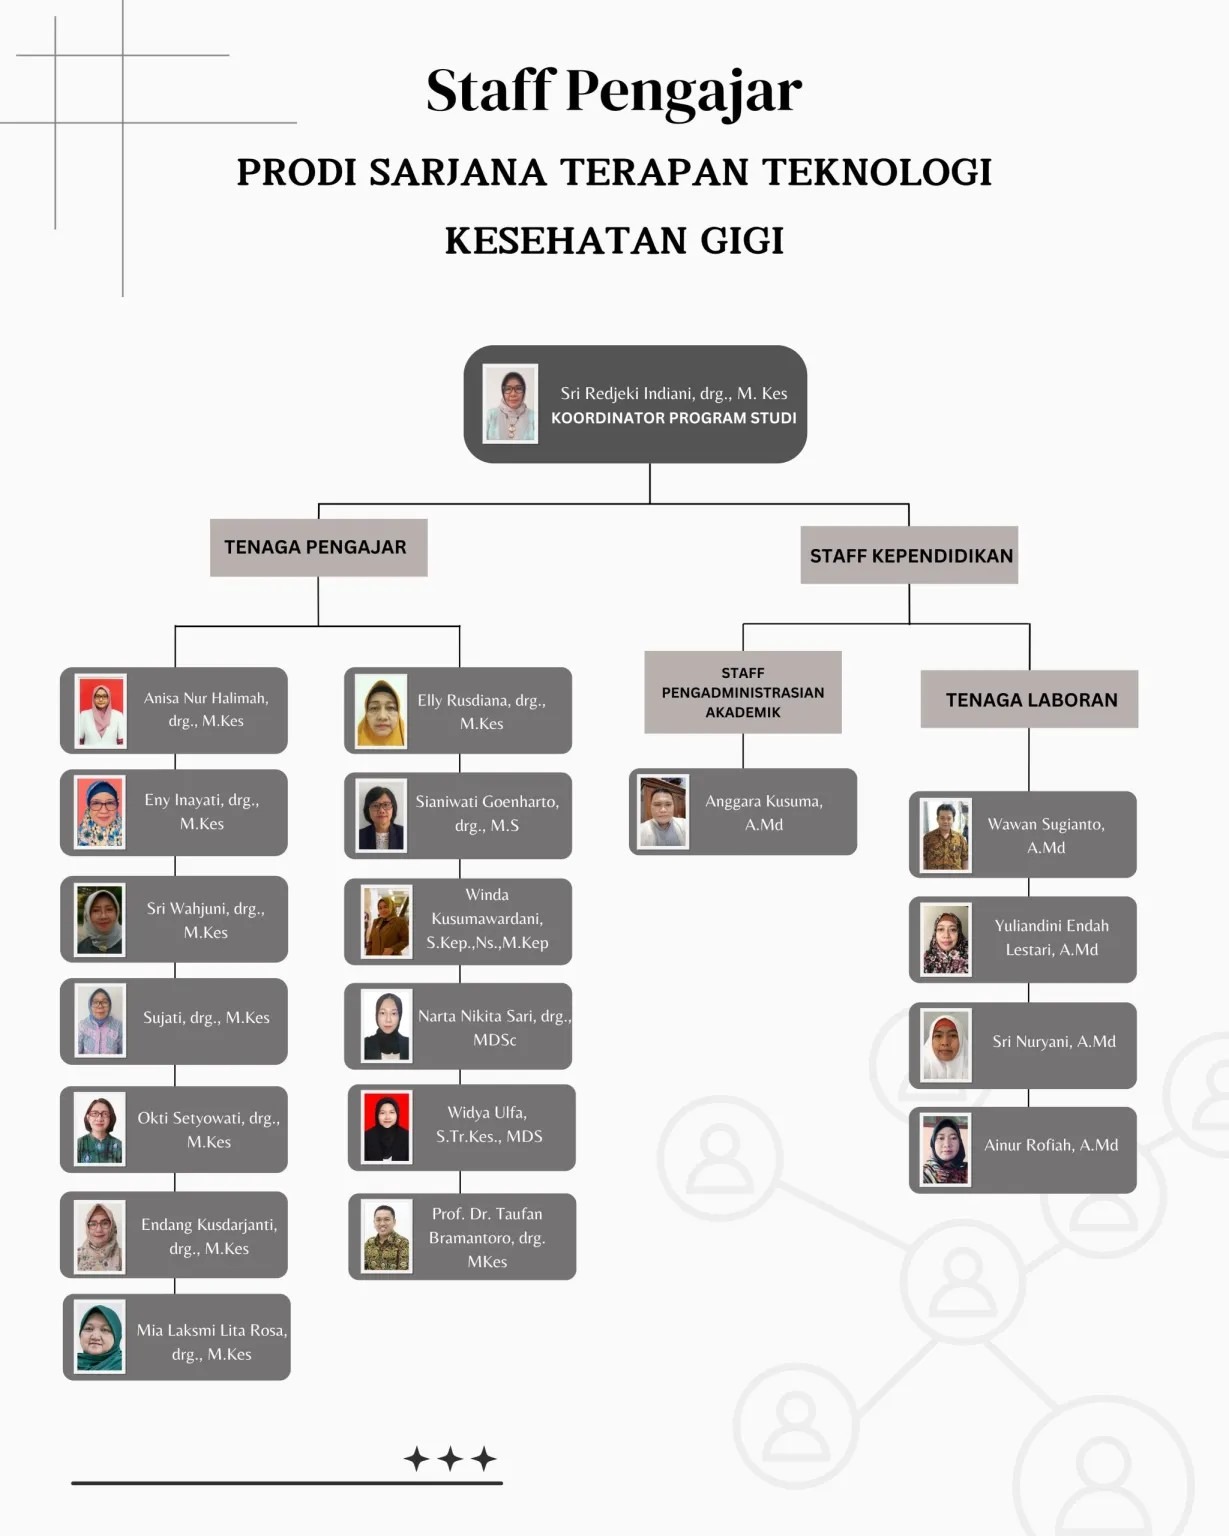 Staff Pengajar
PRODI SARJANA TERAPAN TEKNOLOGI
KESEHATAN GIGI
Sri Redjeki Indiani, drg., M. Kes
KOORDINATOR PROGRAM STUDI
TENAGA PENGAJAR
Anisa Nur Halimah,
drg., M.Kes
Eny Inayati, drg.,
M.Kes
Sri Wahjuni, drg.,
M.Kes
Sujati, drg., M.Kes
Okti Setyowati, drg.,
M.Kes
Endang Kusdarjanti,
drg., M.Kes
Mia Laksmi Lita Rosa,
drg., M.Kes
Elly Rusdiana, drg.,
M.Kes
Sianiwati Goenharto,
drg., M.S
Winda
Kusumawardani,
S.Kep.,Ns.,M.Kep
Narta Nikita Sari, drg.,
MDSc
Widya Ulfa,
S.Tr.Kes., MDS
Prof. Dr. Taufan
Bramantoro, drg.
MKes
STAFF KEPENDIDIKAN
STAFF
PENGADMINISTRASIAN
AKADEMIK
Anggara Kusuma,
A.Md
TENAGA LABORAN
Wawan Sugianto,
A.Md
Yuliandini Endah
Lestari, A.Md
Sri Nuryani, A.Md
Ainur Rofiah, A.Md